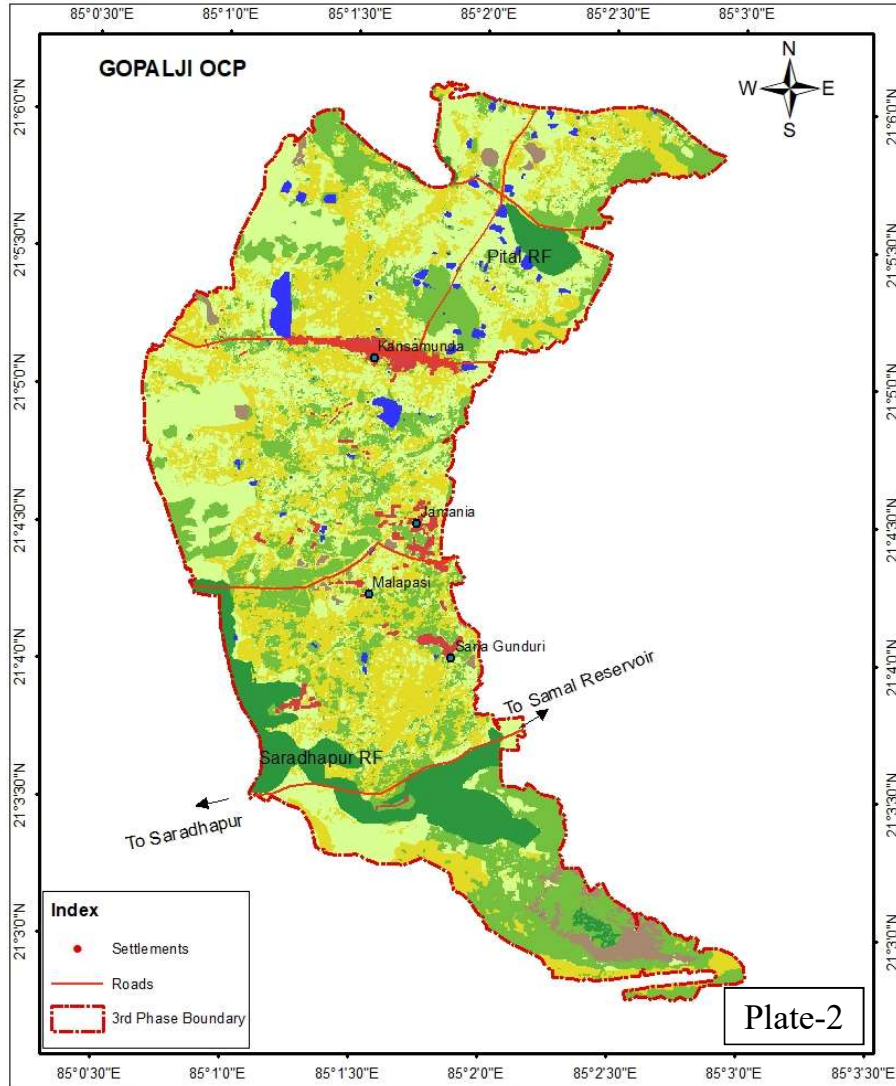 85°0'30"E 85°1'0"E 85°1'30"E 85°2'0"E 85°2'30"E 85°3'0"E
GOPALJI OCP
N
W E
S
21°6'0"N 21°6'0"N
21°5'30"N 21°5'30"N
Pital RF
Kansamunda
21°5'0"N 21°5'0"N
21°4'30"N 21°4'30"N
Jamania
Malapasi
21°4'0"N 21°4'0"N
Saria Gunduri
To Samal Reservoir
Saradhapur RF
21°3'30"N 21°3'30"N
To Saradhapur
Index
Settlements
Roads
3rd Phase Boundary
21°3'0"N 21°3'0"N
Plate-2
85°0'30"E 85°1'0"E 85°1'30"E 85°2'0"E 85°2'30"E 85°3'0"E 85°3'30"E